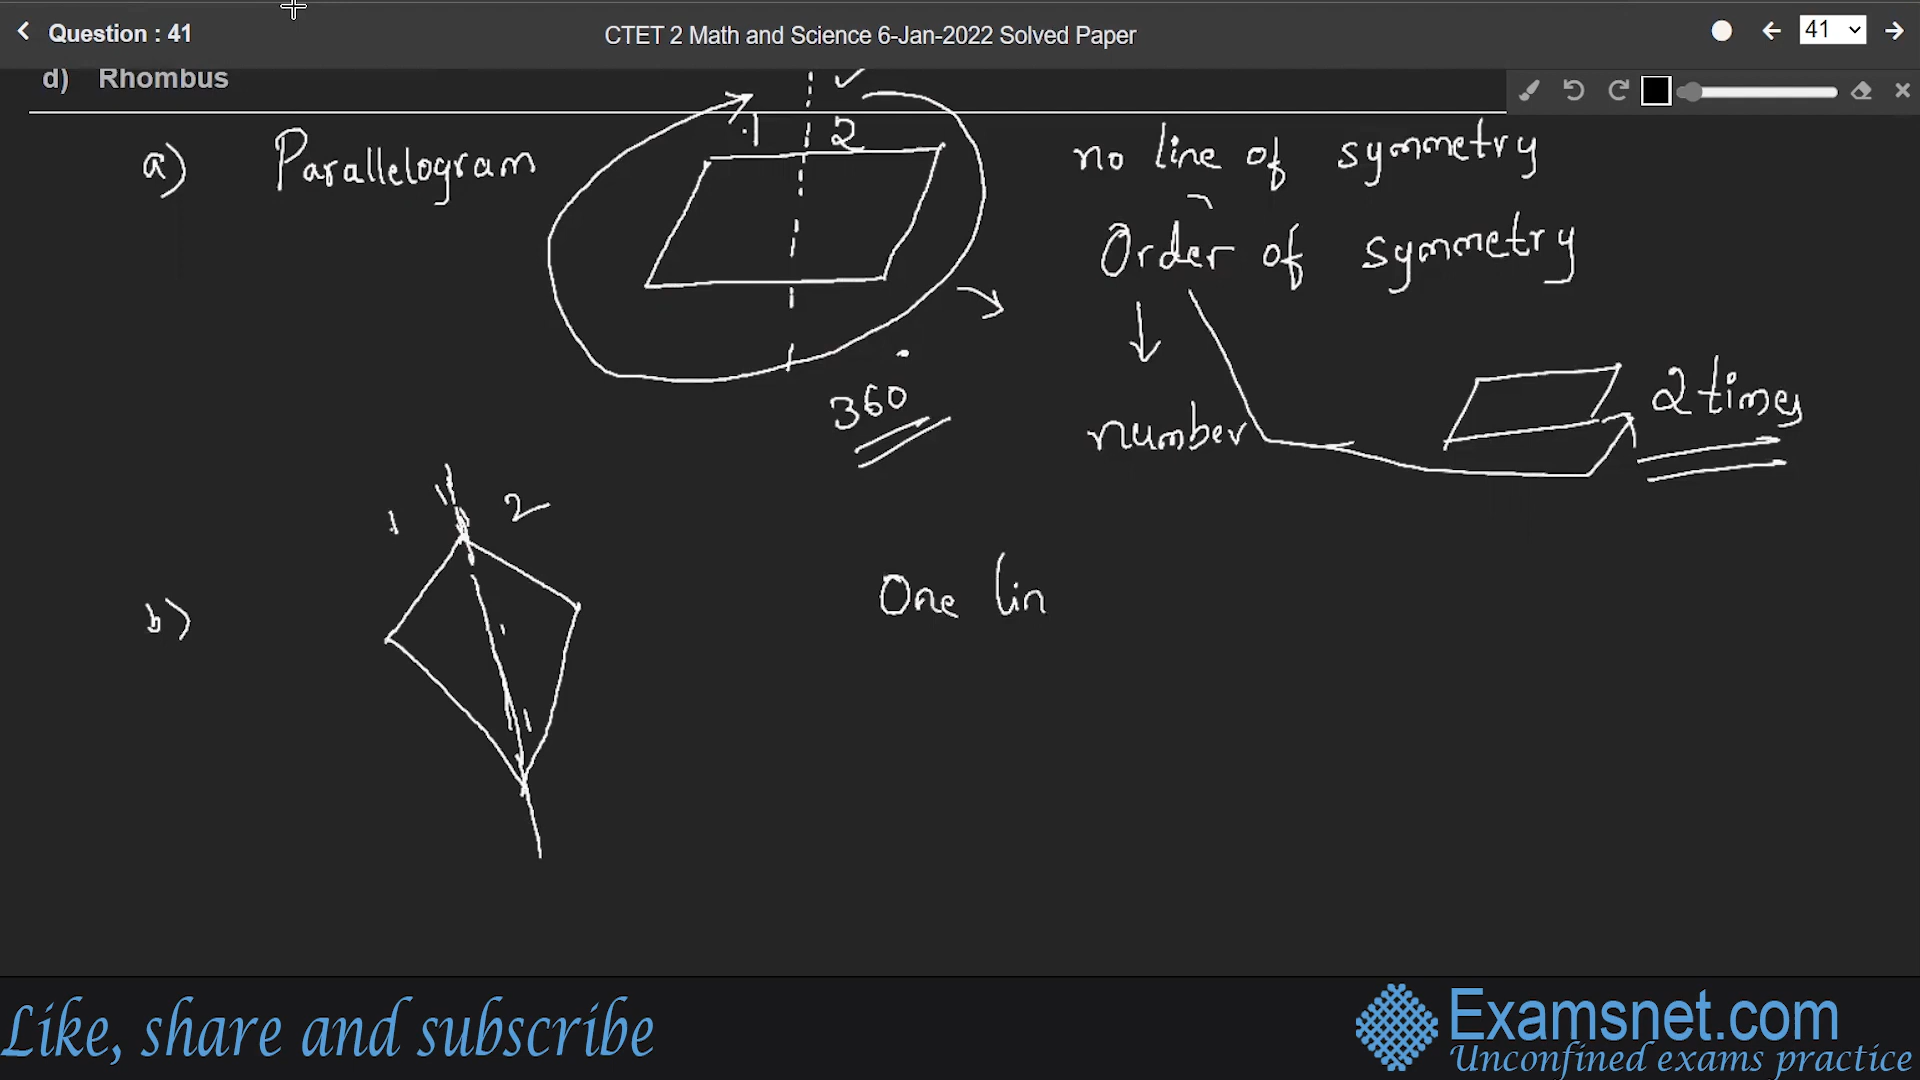 Question : 41
CTET 2 Math and Science 6-Jan-2022 Solved Paper
41
d) Rhombus
a) Parallelogram
1 2
no line of symmetry
Order of symmetry
360
number
2 times
1 2
b)
One lin
Like, share and subscribe
Examsnet.com
Unconfined exams practice